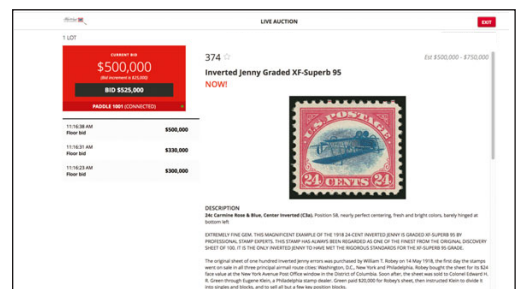 LIVE AUCTION
EXIT
1 LOT
CURRENT BID
$500,000
(Bid increment is $25,000)
BID $525,000
PADDLE 1001 (CONNECTED)
11:16:38 AM
Floor bid
$500,000
11:16:31 AM
Floor bid
$330,000
11:16:23 AM
Floor bid
$300,000
374
Est $500,000 - $750,000
Inverted Jenny Graded XF-Superb 95
NOW!
U.S. POSTAGE
24 CENTS 24
DESCRIPTION
24c Carmine Rose & Blue, Center Inverted (C3a). Position 58, nearly perfect centering, fresh and bright colors, barely hinged at
bottom left
EXTREMELY FINE GEM. THIS MAGNIFICENT EXAMPLE OF THE 1918 24-CENT INVERTED JENNY IS GRADED XF-SUPERB 95 BY
PROFESSIONAL STAMP EXPERTS. THIS STAMP HAS ALWAYS BEEN REGARDED AS ONE OF THE FINEST FROM THE ORIGINAL DISCOVERY
SHEET OF 100. IT IS THE ONLY INVERTED JENNY TO HAVE MET THE RIGOROUS STANDARDS FOR THE XF-SUPERB 95 GRADE.
The original sheet of one hundred inverted Jenny errors was purchased by William T. Robey on 14 May 1918, the first day the stamps
went on sale in all three principal airmail route cities: Washington, D.C., New York and Philadelphia. Robey bought the sheet for its $24
face value at the New York Avenue Post Office window in the District of Columbia. Soon after, the sheet was sold to Colonel Edward H.
R. Green through Eugene Klein, a Philadelphia stamp dealer. Green paid $20,000 for Robey's sheet, then instructed Klein to divide it
into singles and blocks, and to sell all but a few key position blocks.